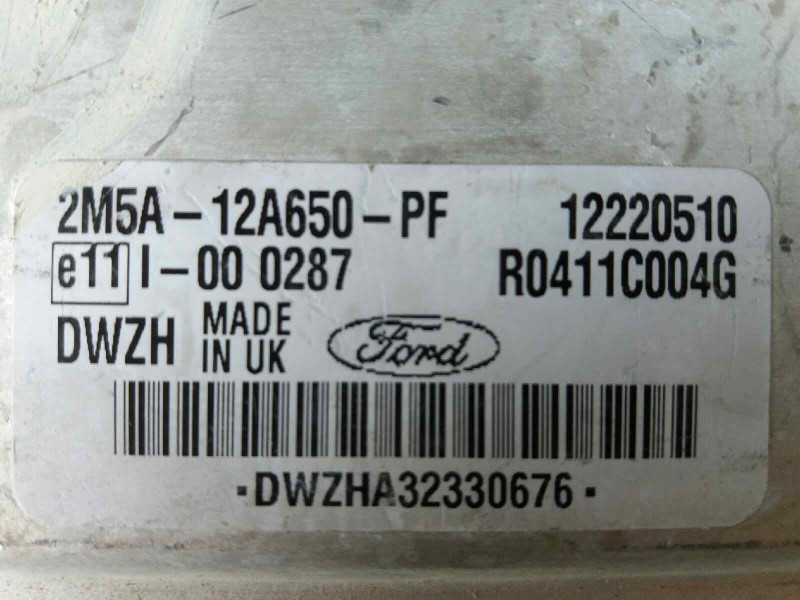 2M5A-12A650-PF 12220510
e11 I-00 0287 R0411C004G
DWZH MADE IN UK Ford
·DWZHA32330676·